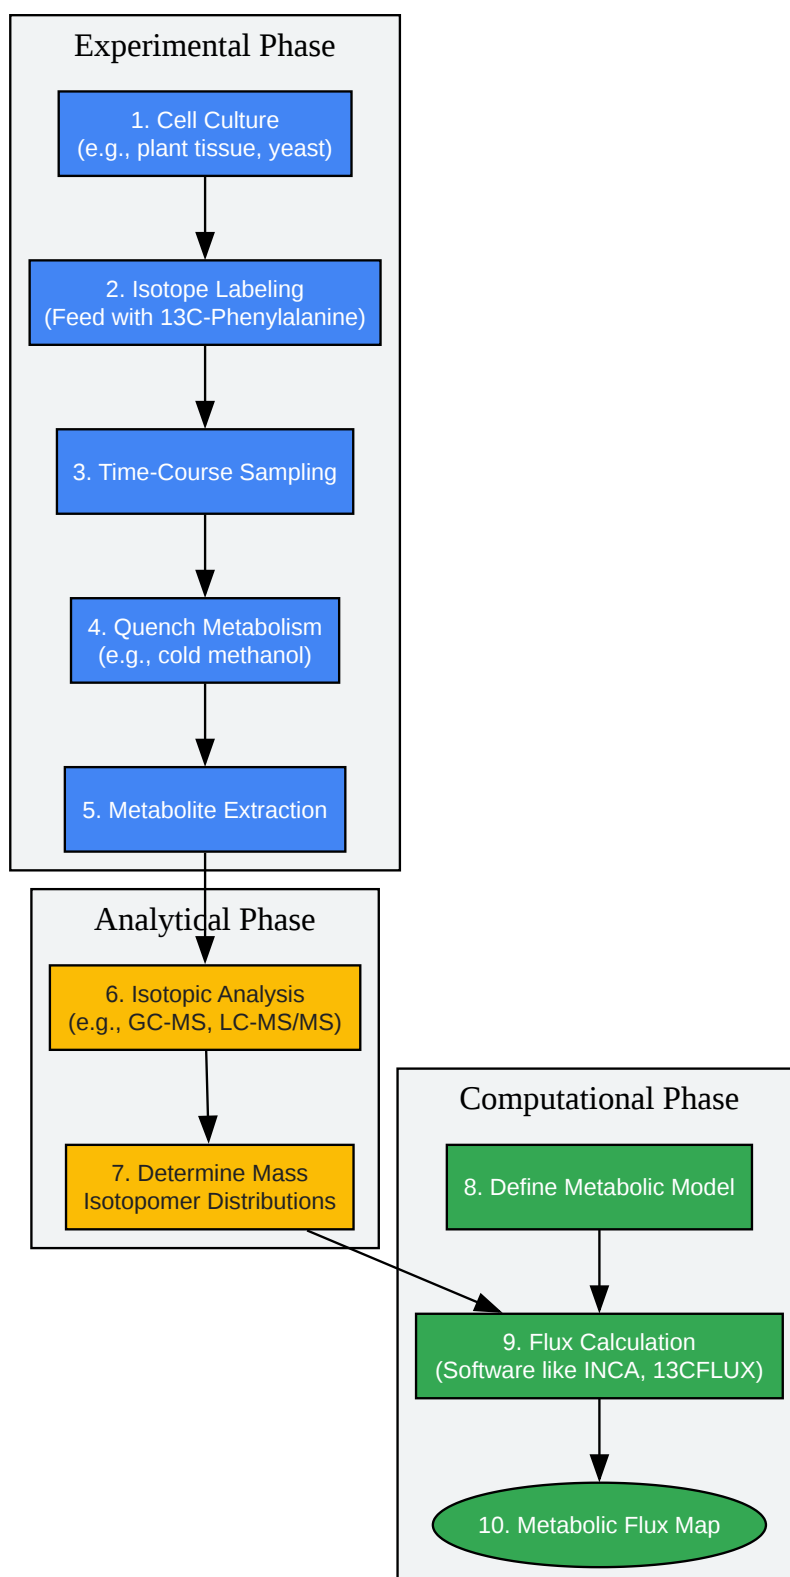 Experimental Phase
1. Cell Culture
(e.g., plant tissue, yeast)
2. Isotope Labeling
(Feed with 13C-Phenylalanine)
3. Time-Course Sampling
4. Quench Metabolism
(e.g., cold methanol)
5. Metabolite Extraction
Analytical Phase
6. Isotopic Analysis
(e.g., GC-MS, LC-MS/MS)
7. Determine Mass
Isotopomer Distributions
Computational Phase
8. Define Metabolic Model
9. Flux Calculation
(Software like INCA, 13CFLUX)
10. Metabolic Flux Map